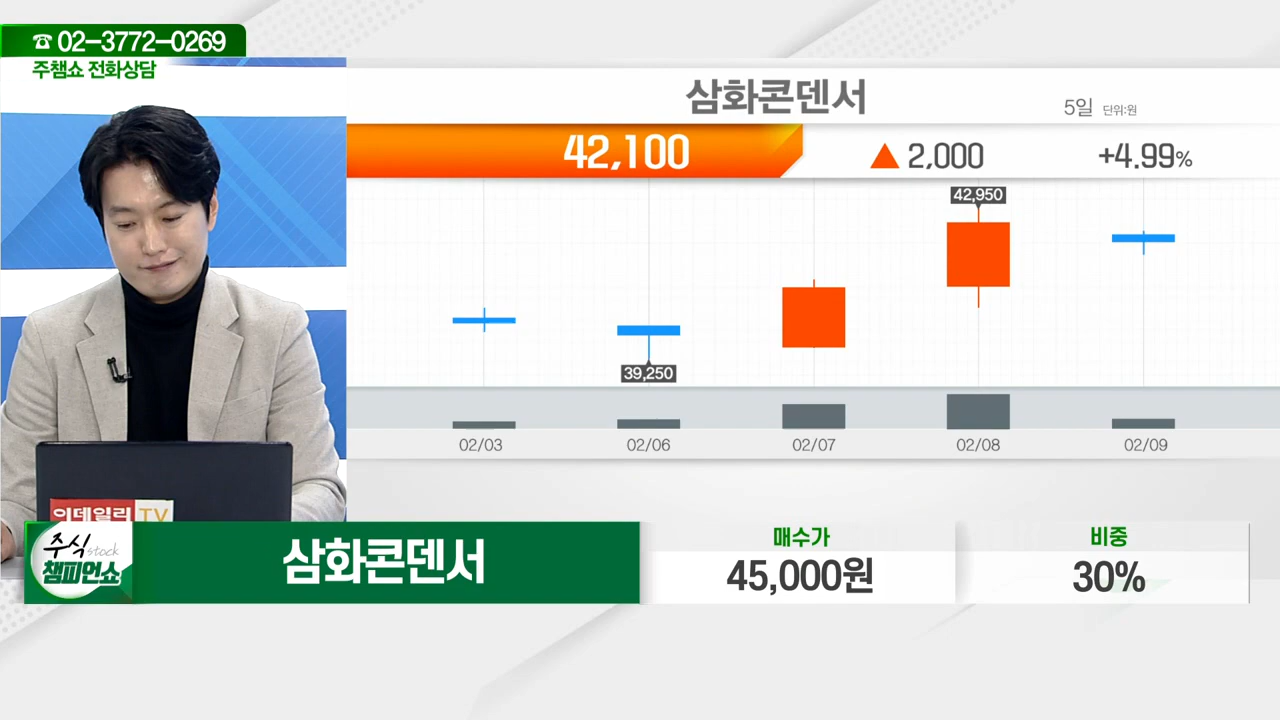 ☎ 02-3772-0269
주챔쇼 전화상담
삼화콘덴서
5일 단위:원
42,100 ▲ 2,000 +4.99%
42,950
39,250
02/03 02/06 02/07 02/08 02/09
이데일리 TV
주식 stock
챔피언쇼
삼화콘덴서
매수가 비중
45,000원 30%